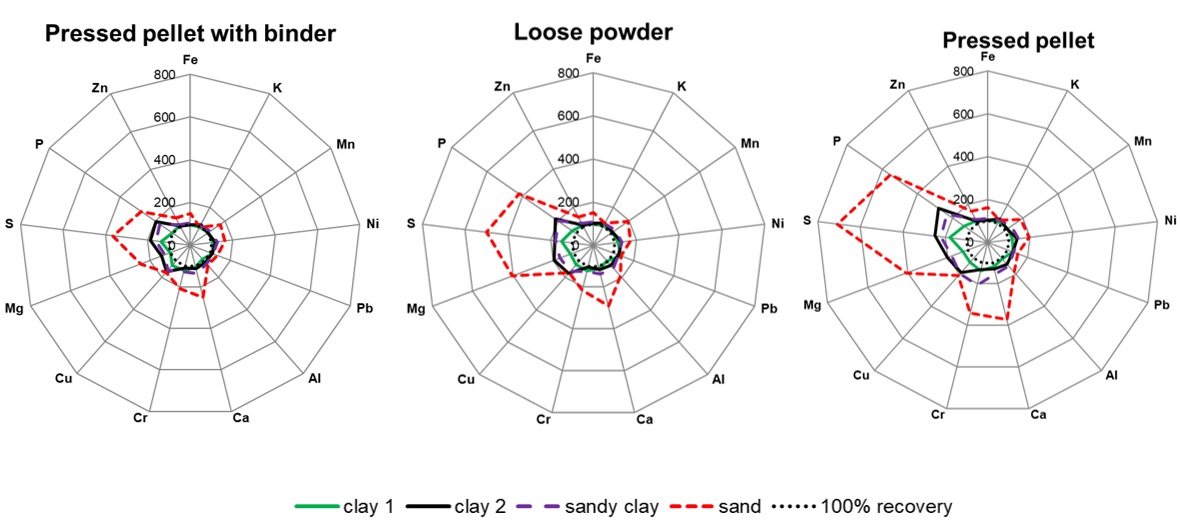 Pressed pellet with binder
Fe
800
K
600
Mn
400
Ni
200
Pb
0
Al
Ca
Cr
Cu
Mg
S
P
Zn
Loose powder
Fe
800
K
600
Mn
400
Ni
200
Pb
0
Al
Ca
Cr
Cu
Mg
S
P
Zn
Pressed pellet
Fe
800
K
600
Mn
400
Ni
200
Pb
0
Al
Ca
Cr
Cu
Mg
S
P
Zn
clay 1 clay 2 sandy clay sand 100% recovery